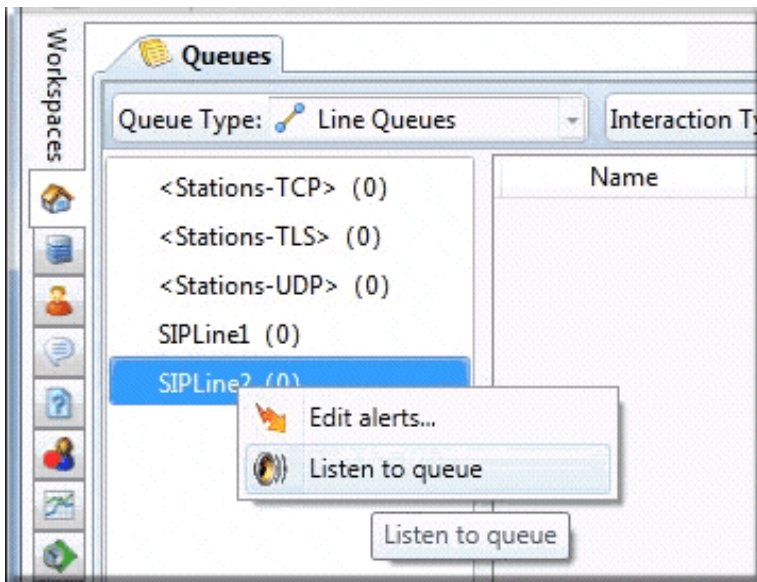 Workspaces
Queues
Queue Type: Line Queues
Interaction
Name
<Stations-TCP> (0)
<Stations-TLS> (0)
<Stations-UDP> (0)
SIPLine1 (0)
SIPLine2 (0)
Edit alerts...
Listen to queue
Listen to queue